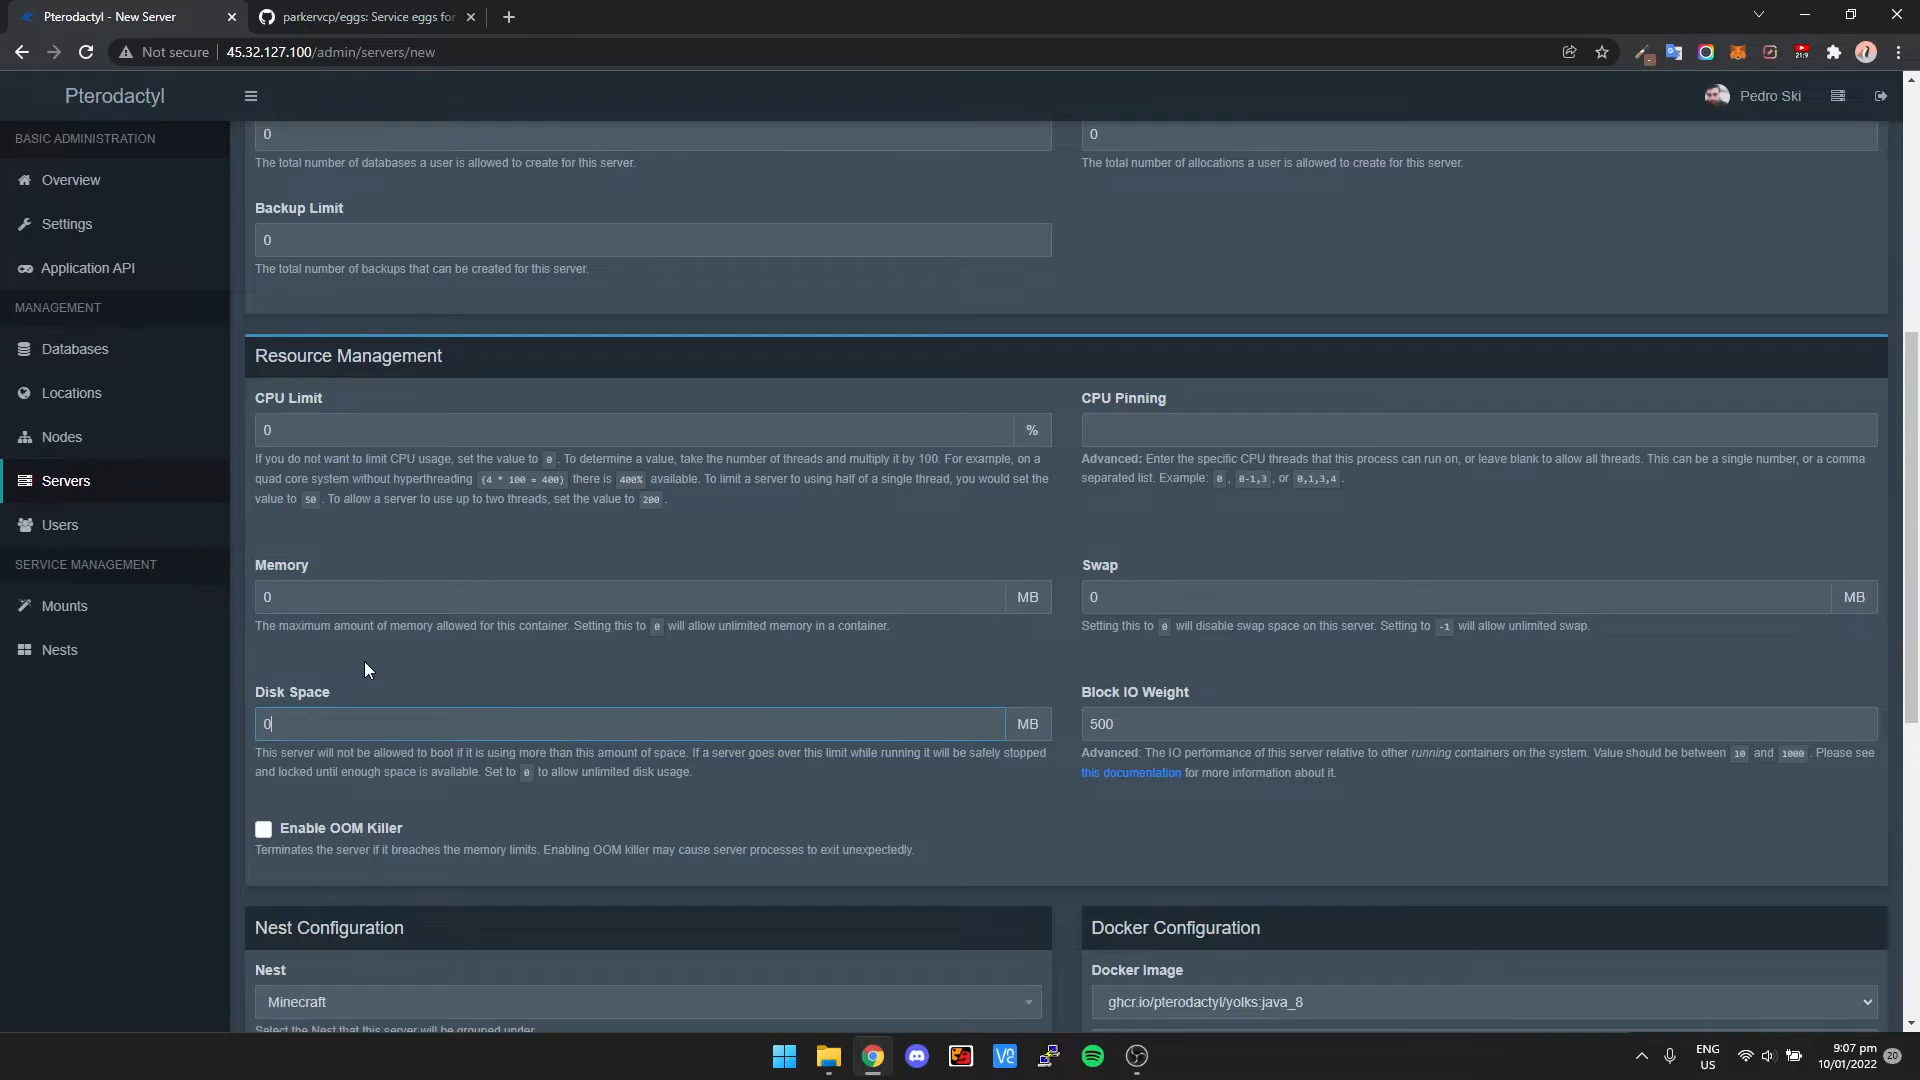 Pterodactyl - New Server
parkervcp/eggs: Service eggs for
Not secure
45.32.127.100/admin/servers/new
Pterodactyl
Pedro Ski
BASIC ADMINISTRATION
Overview
Settings
Application API
MANAGEMENT
Databases
Locations
Nodes
Servers
Users
SERVICE MANAGEMENT
Mounts
Nests
0
The total number of databases a user is allowed to create for this server.
0
The total number of allocations a user is allowed to create for this server.
Backup Limit
0
The total number of backups that can be created for this server.
Resource Management
CPU Limit
0 %
If you do not want to limit CPU usage, set the value to 0 . To determine a value, take the number of threads and multiply it by 100. For example, on a
quad core system without hyperthreading (4 * 100 = 400) there is 400% available. To limit a server to using half of a single thread, you would set the
value to 50 . To allow a server to use up to two threads, set the value to 200 .
CPU Pinning
Advanced: Enter the specific CPU threads that this process can run on, or leave blank to allow all threads. This can be a single number, or a comma
separated list. Example: 0 , 0-1,3 , or 0,1,3,4 .
Memory
0 MB
The maximum amount of memory allowed for this container. Setting this to 0 will allow unlimited memory in a container.
Swap
0 MB
Setting this to 0 will disable swap space on this server. Setting to -1 will allow unlimited swap.
Disk Space
0 MB
This server will not be allowed to boot if it is using more than this amount of space. If a server goes over this limit while running it will be safely stopped
and locked until enough space is available. Set to 0 to allow unlimited disk usage.
Block IO Weight
500
Advanced: The IO performance of this server relative to other running containers on the system. Value should be between 10 and 1000 . Please see
this documentation for more information about it.
Enable OOM Killer
Terminates the server if it breaches the memory limits. Enabling OOM killer may cause server processes to exit unexpectedly.
Nest Configuration
Nest
Minecraft
Select the Nest that this server will be grouped under.
Docker Configuration
Docker Image
ghcr.io/pterodactyl/yolks:java_8
ENG
US
9:07 pm
10/01/2022
20
21:9